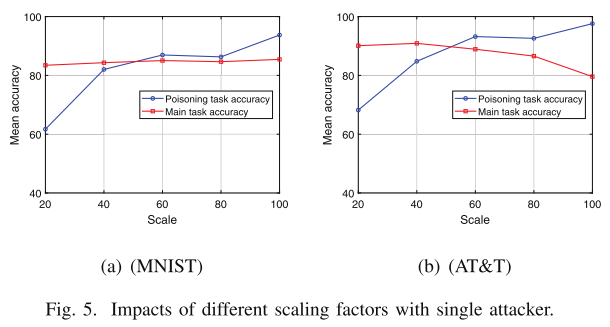 100
80
60
40
Mean accuracy
Poisoning task accuracy
Main task accuracy
20 40 60 80 100
Scale
(a) (MNIST)
100
80
60
40
Mean accuracy
Poisoning task accuracy
Main task accuracy
20 40 60 80 100
Scale
(b) (AT&T)
Fig. 5. Impacts of different scaling factors with single attacker.